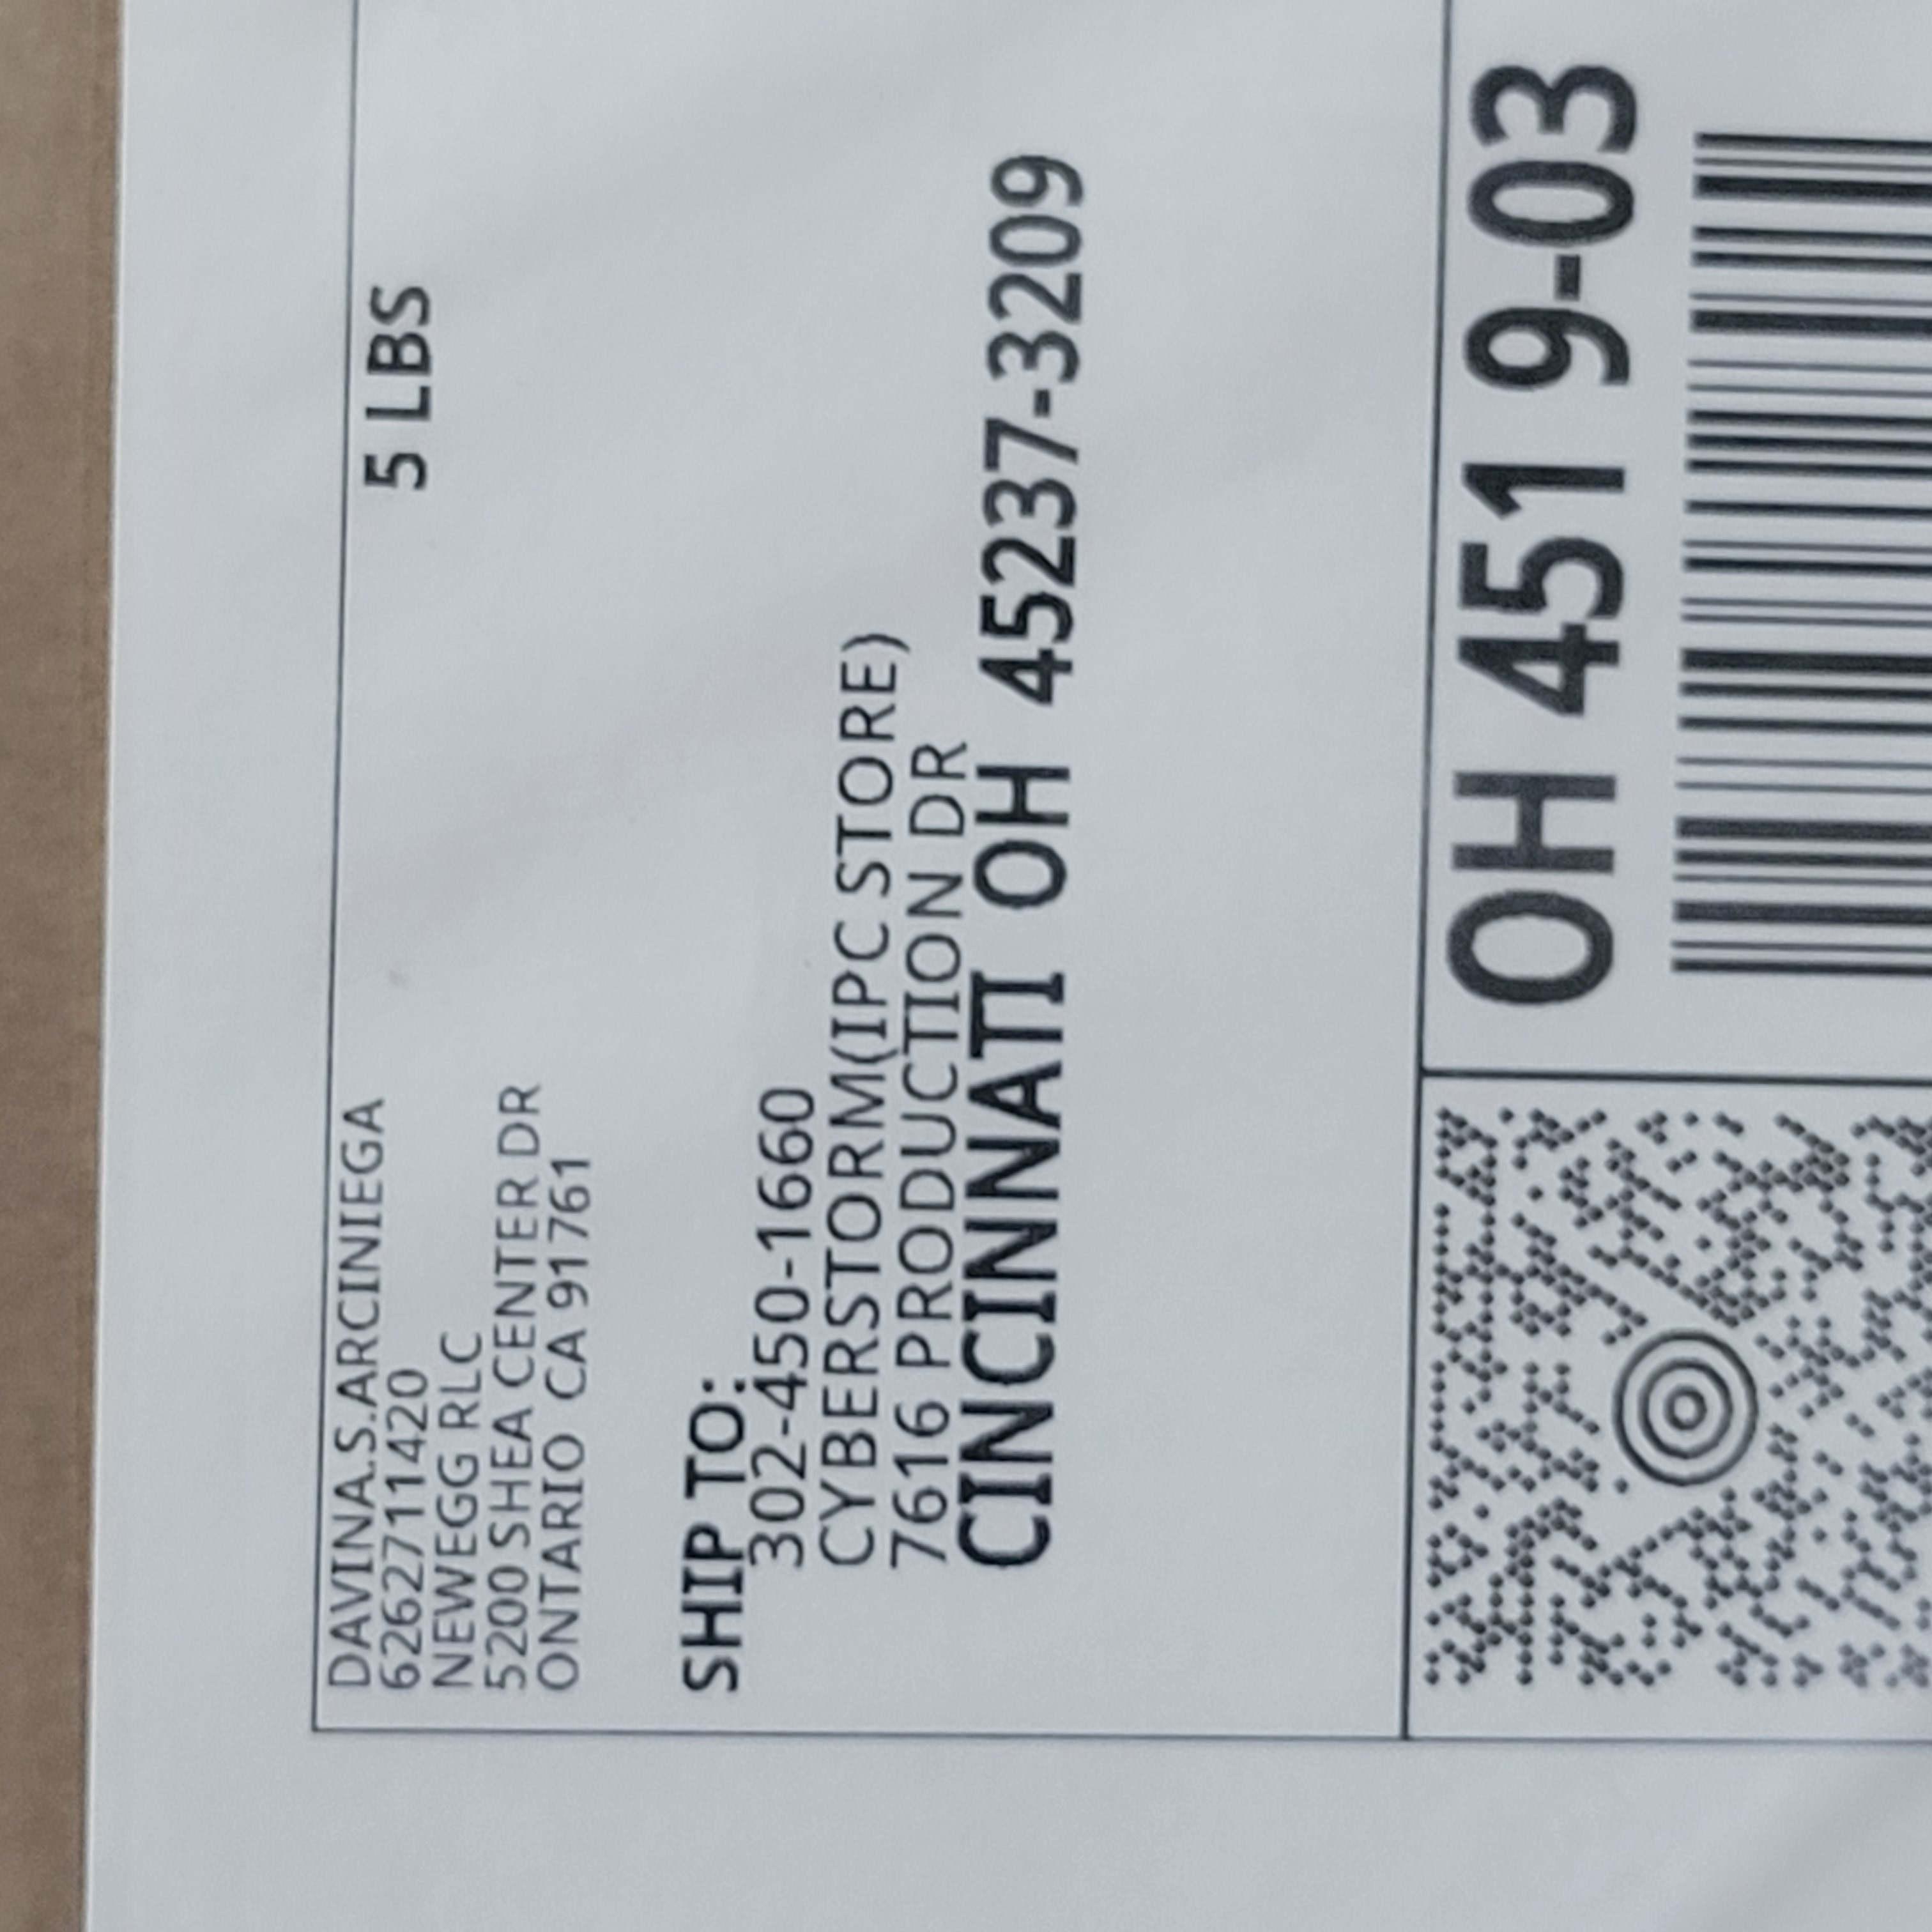 DAVINA.S.ARCINIEGA
6262711420
NEWEGG RLC
5200 SHEA CENTER DR
ONTARIO CA 91761
5 LBS
SHIP TO:
302-450-1660
CYBERSTORM(IPC STORE)
7616 PRODUCTION DR
CINCINNATI OH 45237-3209
OH 451 9-03